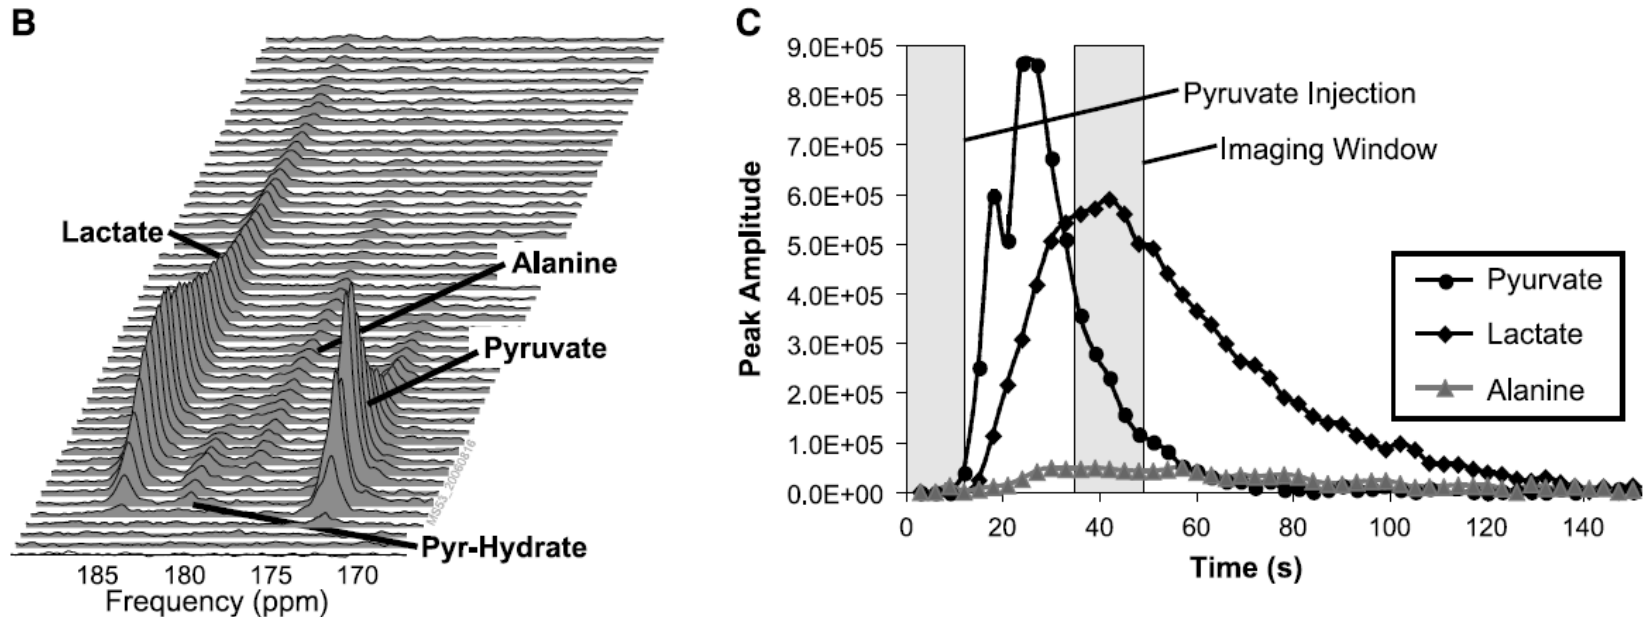 B
Lactate
Alanine
Pyruvate
MS53_20060816
Pyr-Hydrate
185 180 175 170
Frequency (ppm)
C
9.0E+05
8.0E+05
7.0E+05
6.0E+05
5.0E+05
4.0E+05
3.0E+05
2.0E+05
1.0E+05
0.0E+00
Peak Amplitude
Pyruvate Injection
Imaging Window
Pyurvate
Lactate
Alanine
0 20 40 60 80 100 120 140
Time (s)